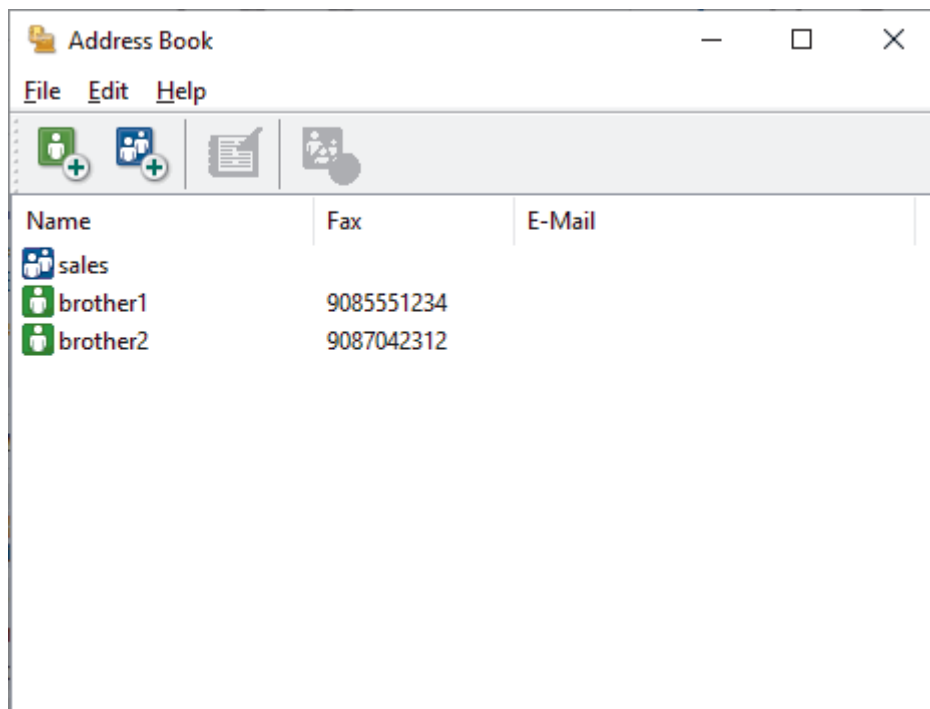 Address Book
File Edit Help
Name Fax E-Mail
sales
brother1 9085551234
brother2 9087042312